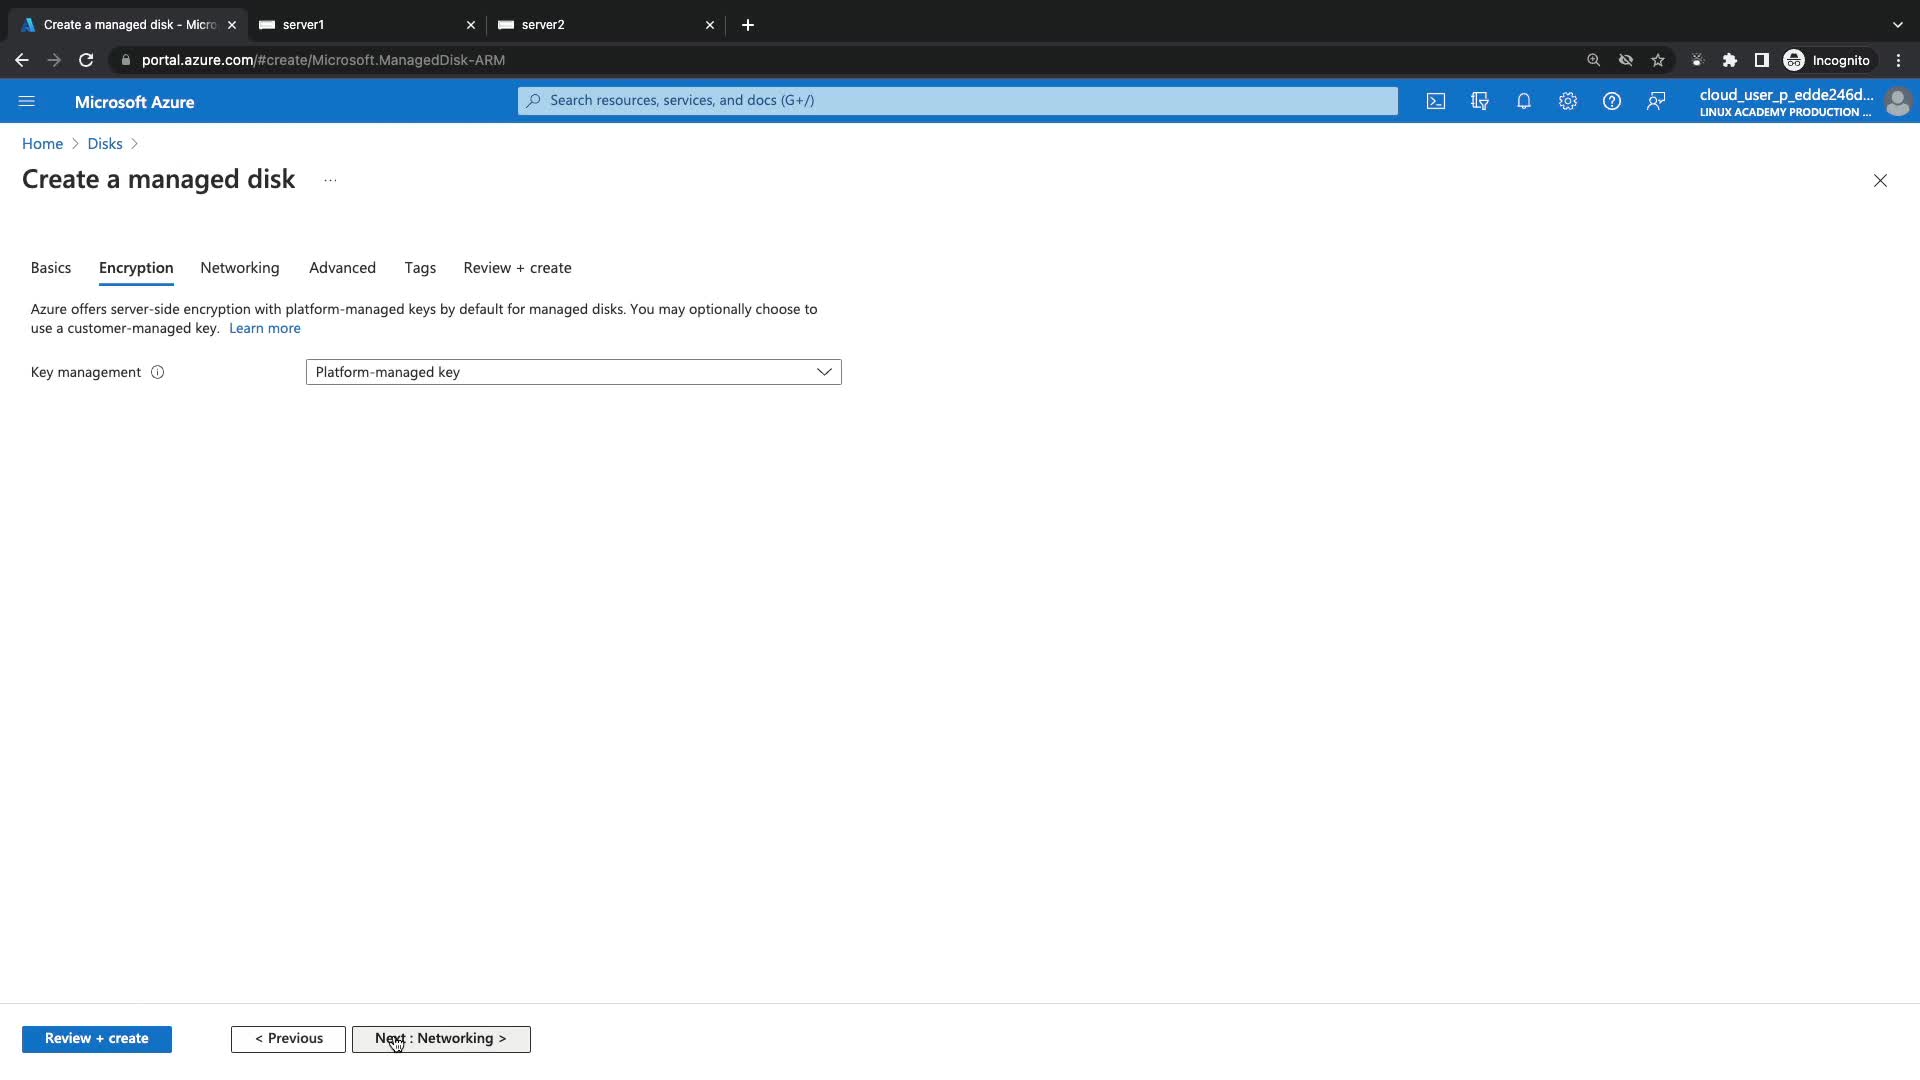 Create a managed disk - Micro
server1
server2
portal.azure.com/#create/Microsoft.ManagedDisk-ARM
Incognito
Microsoft Azure
Search resources, services, and docs (G+/)
cloud_user_p_edde246d...
LINUX ACADEMY PRODUCTION ...
Home > Disks >
Create a managed disk ...
Basics Encryption Networking Advanced Tags Review + create
Azure offers server-side encryption with platform-managed keys by default for managed disks. You may optionally choose to
use a customer-managed key. Learn more
Key management
Platform-managed key
Review + create
< Previous
Next : Networking >